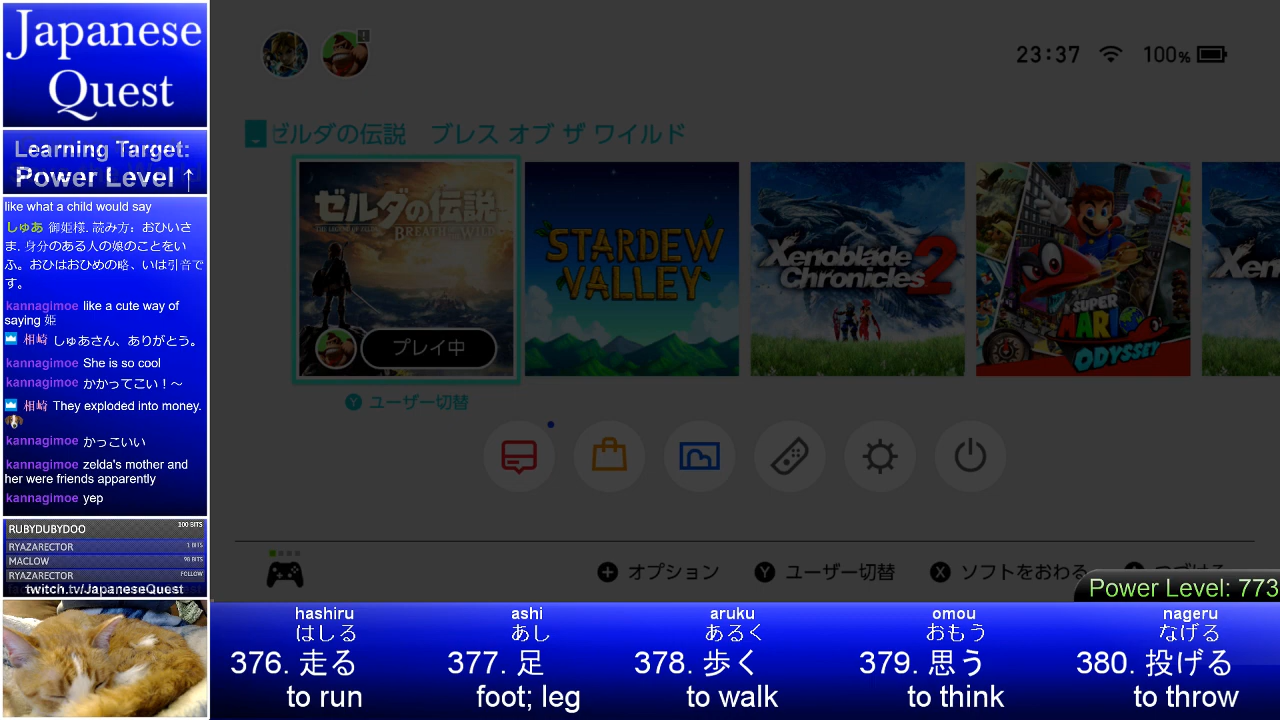 Japanese
Quest
Learning Target:
Power Level ↑
like what a child would say
しゅあ 御姫様. 読み方：おひいさ
ま. 身分のある人の娘のことをい
ふ。おひはおひめの略、いは引音で
す。
kannagimoe like a cute way of
saying 姫
相崎 しゅあさん、ありがとう。
kannagimoe She is so cool
kannagimoe かかってこい！～
相崎 They exploded into money.
kannagimoe かっこいい
kannagimoe zelda's mother and
her were friends apparently
kannagimoe yep
RUBYDUBYDOO 300 BITS
RYAZARECTOR 1 BITS
MACLOW 90 BITS
RYAZARECTOR FOLLOW
twitch.tv/JapaneseQuest
23:37 100%
ゼルダの伝説 ブレス オブ ザ ワイルド
ゼルダの伝説
THE LEGEND OF ZELDA
BREATH OF THE WILD
プレイ中
STARDEW
VALLEY
Xenoblade
Chronicles 2
SUPER
MARIO
ODYSSEY
Xen
Y ユーザー切替
+ オプション Y ユーザー切替 X ソフトをおわる
Power Level: 773
hashiru
はしる
376. 走る
to run
ashi
あし
377. 足
foot; leg
aruku
あるく
378. 歩く
to walk
omou
おもう
379. 思う
to think
nageru
なげる
380. 投げる
to throw